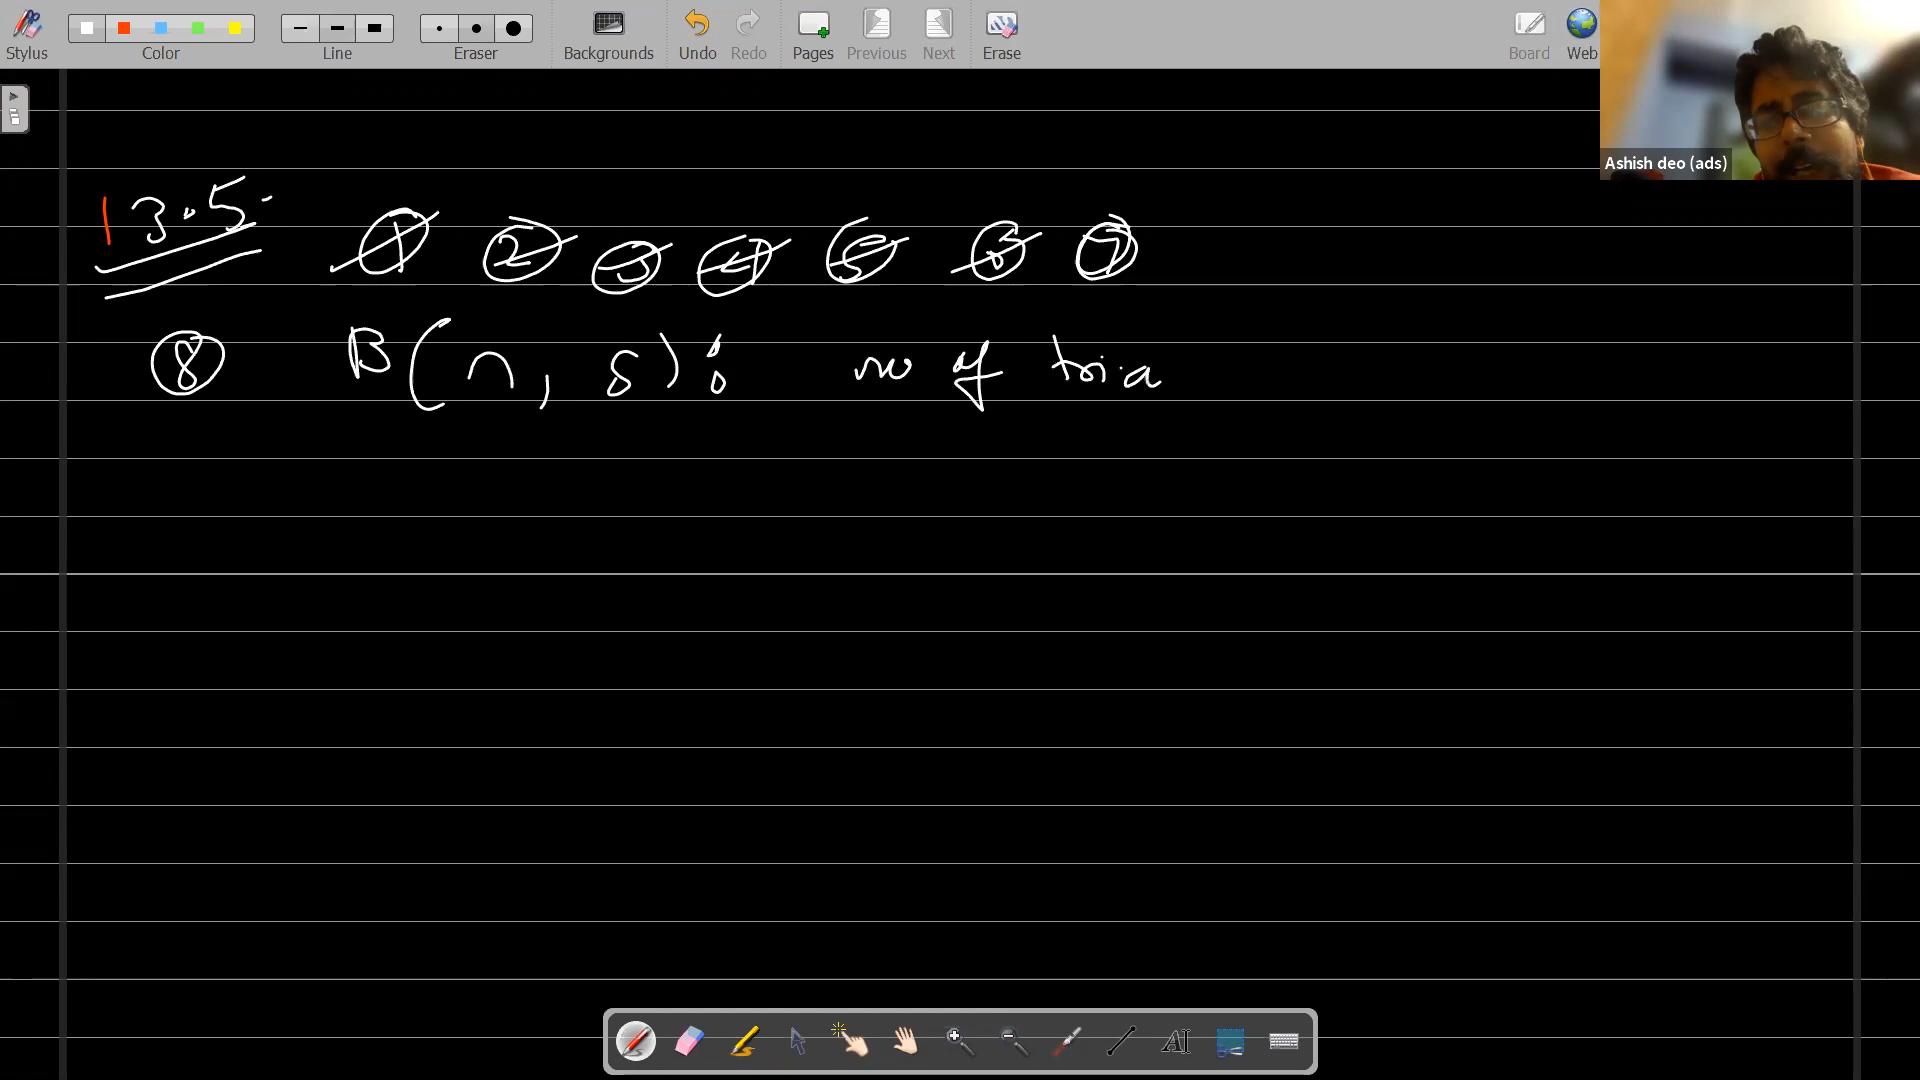 Stylus Color Line Eraser Backgrounds Undo Redo Pages Previous Next Erase Board Web
Ashish deo (ads)
13.5 1 2 3 4 5 6 7
8 B(n, 8): no of tria